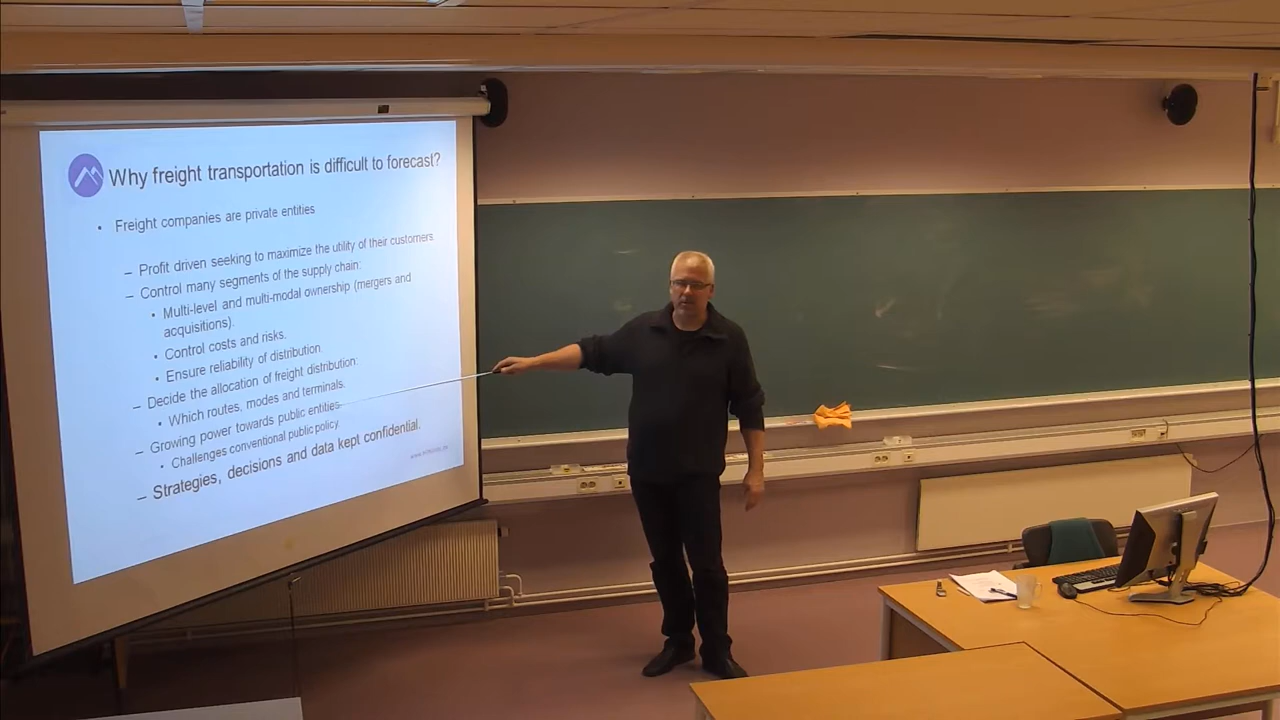 Why freight transportation is difficult to forecast?
• Freight companies are private entities
– Profit driven seeking to maximize the utility of their customers.
– Control many segments of the supply chain:
• Multi-level and multi-modal ownership (mergers and
acquisitions).
• Control costs and risks.
• Ensure reliability of distribution.
– Decide the allocation of freight distribution:
• Which routes, modes and terminals.
– Growing power towards public entities.
• Challenges conventional public policy.
– Strategies, decisions and data kept confidential.